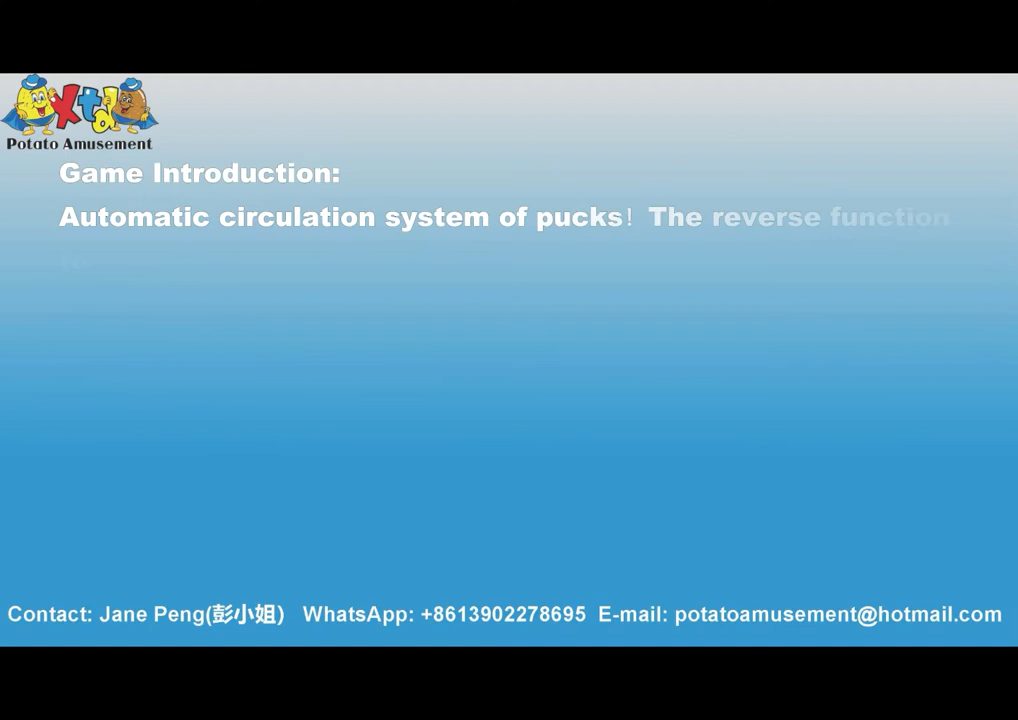 xtd
Potato Amusement
Game Introduction:
Automatic circulation system of pucks! The reverse function
Contact: Jane Peng(彭小姐) WhatsApp: +8613902278695 E-mail: potatoamusement@hotmail.com